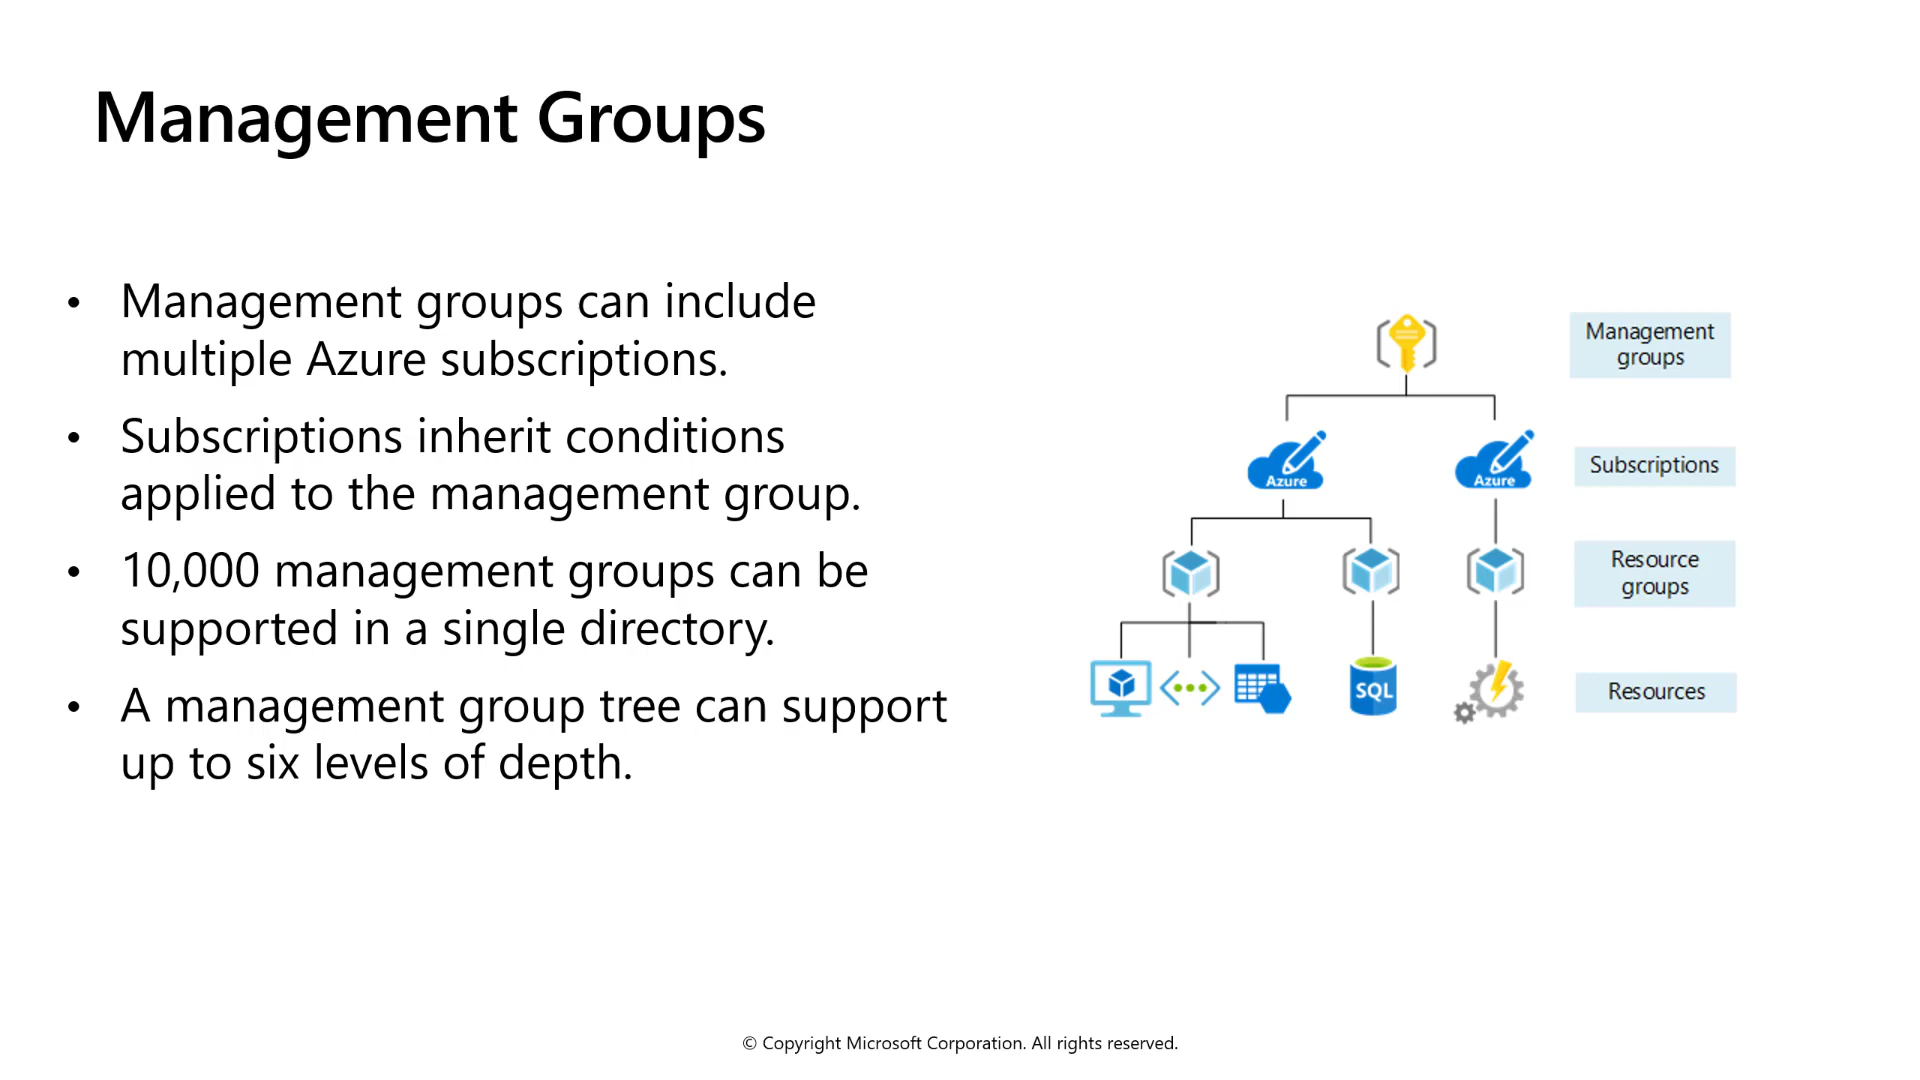 Management Groups
• Management groups can include
multiple Azure subscriptions.
• Subscriptions inherit conditions
applied to the management group.
• 10,000 management groups can be
supported in a single directory.
• A management group tree can support
up to six levels of depth.
Management
groups
Azure
Azure
Subscriptions
Resource
groups
SQL
Resources
© Copyright Microsoft Corporation. All rights reserved.